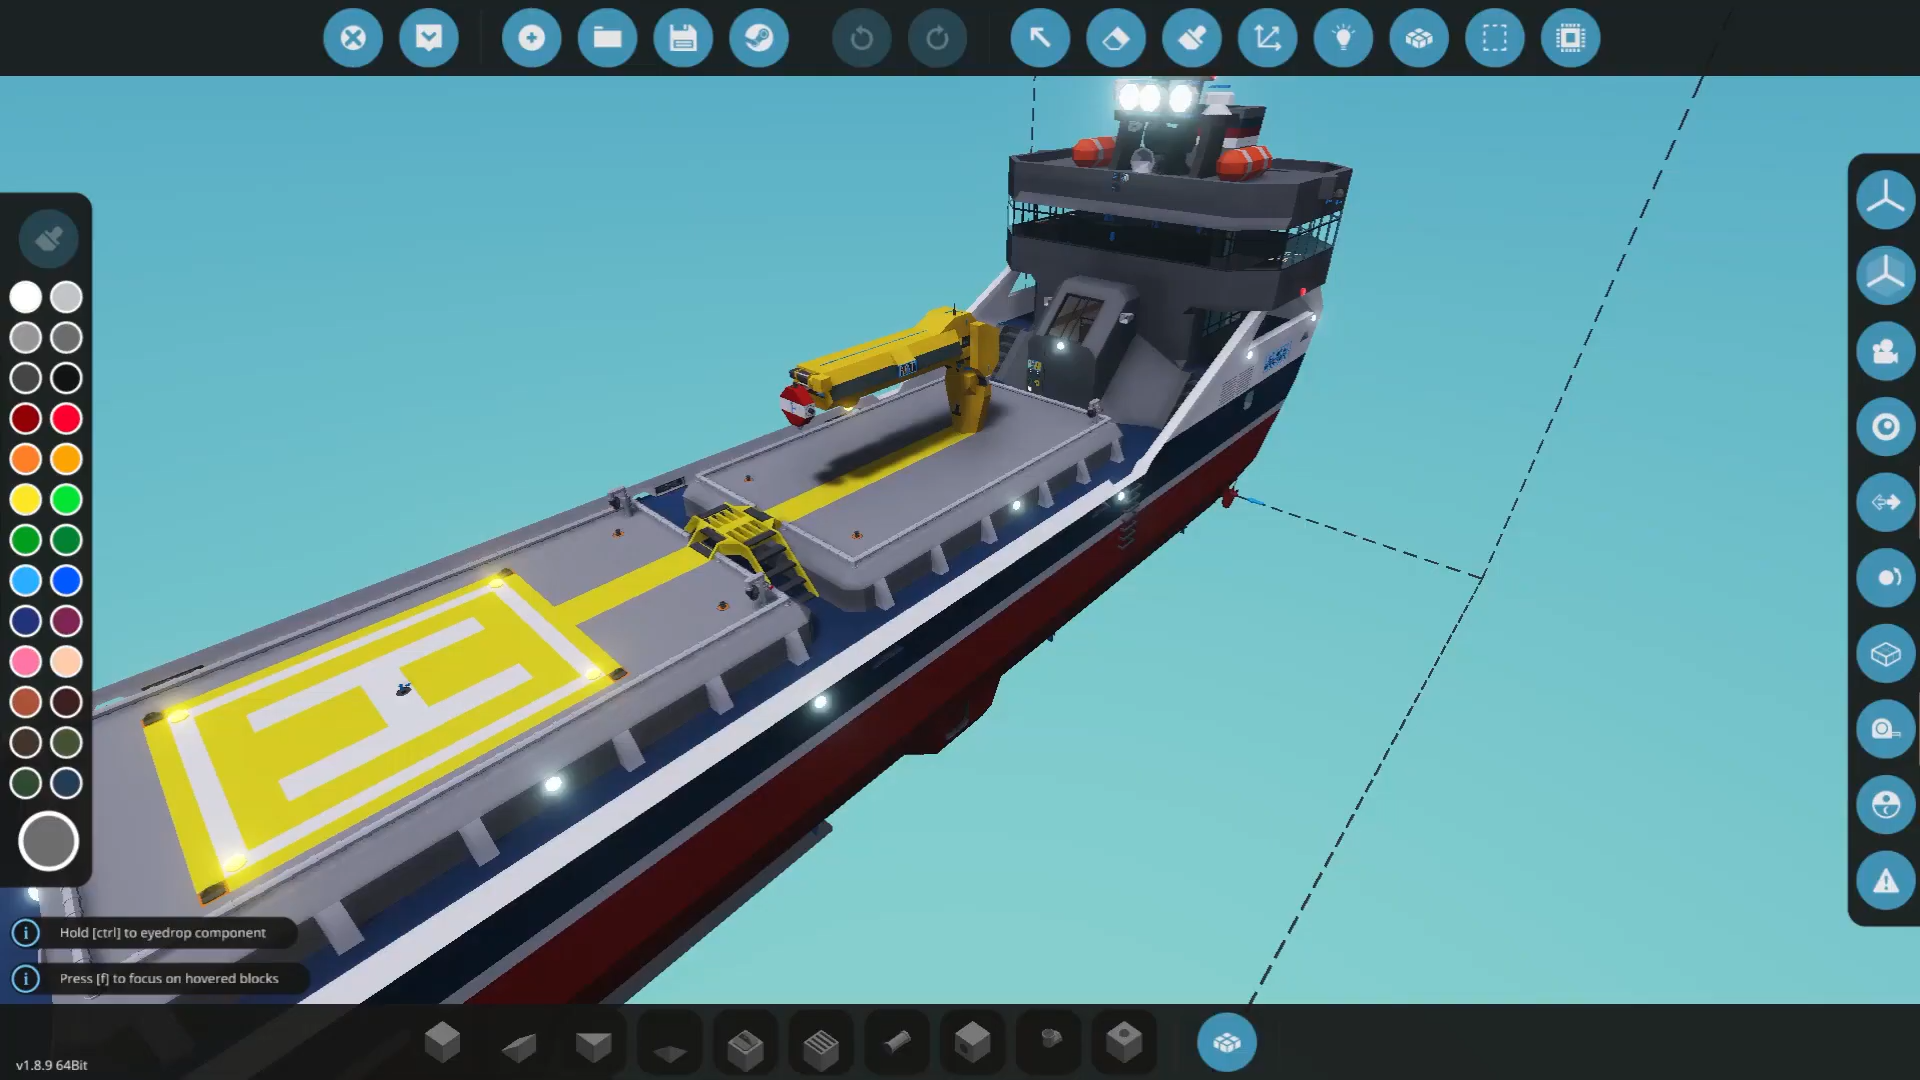 H
Hold [ctrl] to eyedrop component
Press [f] to focus on hovered blocks
v1.8.9 64Bit